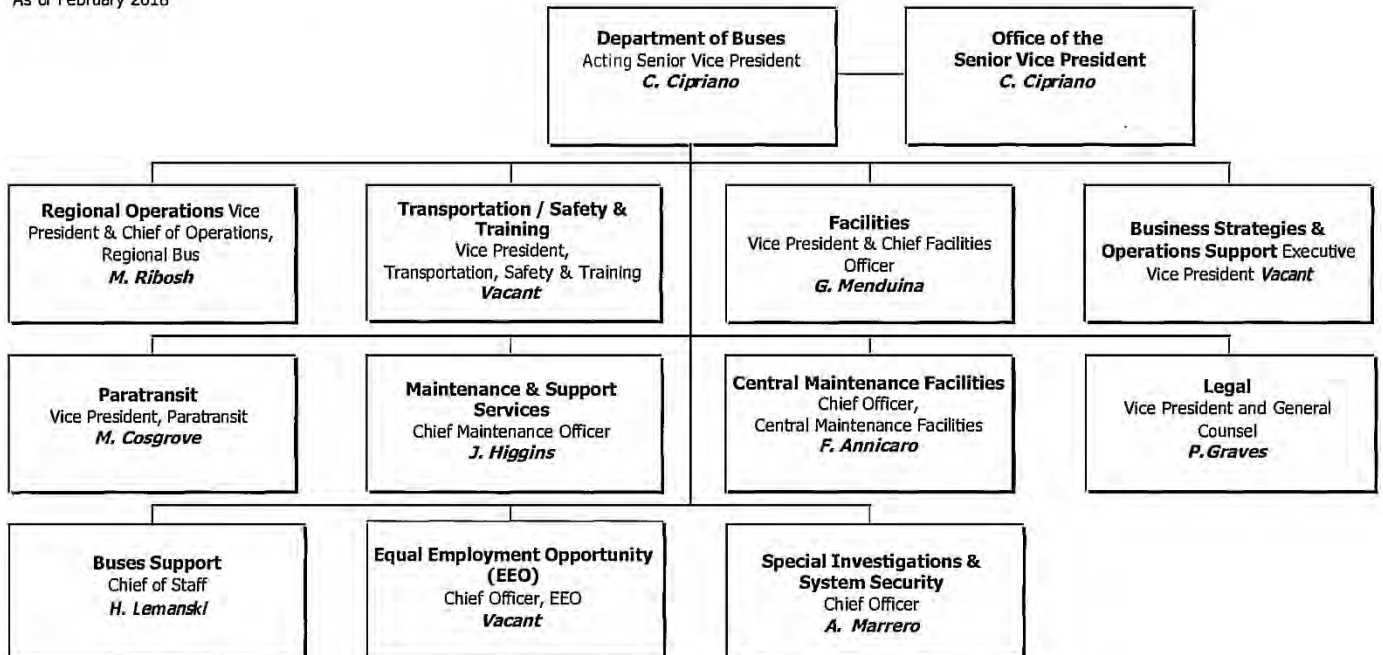 As of February 2018
Department of Buses
Acting Senior Vice President
C. Cipriano
Office of the
Senior Vice President
C. Cipriano
Regional Operations Vice
President & Chief of Operations,
Regional Bus
M. Ribosh
Transportation / Safety &
Training
Vice President,
Transportation, Safety & Training
Vacant
Facilities
Vice President & Chief Facilities
Officer
G. Menduina
Business Strategies &
Operations Support Executive
Vice President Vacant
Paratransit
Vice President, Paratransit
M. Cosgrove
Maintenance & Support
Services
Chief Maintenance Officer
J. Higgins
Central Maintenance Facilities
Chief Officer,
Central Maintenance Facilities
F. Annicaro
Legal
Vice President and General
Counsel
P. Graves
Buses Support
Chief of Staff
H. Lemanski
Equal Employment Opportunity
(EEO)
Chief Officer, EEO
Vacant
Special Investigations &
System Security
Chief Officer
A. Marrero